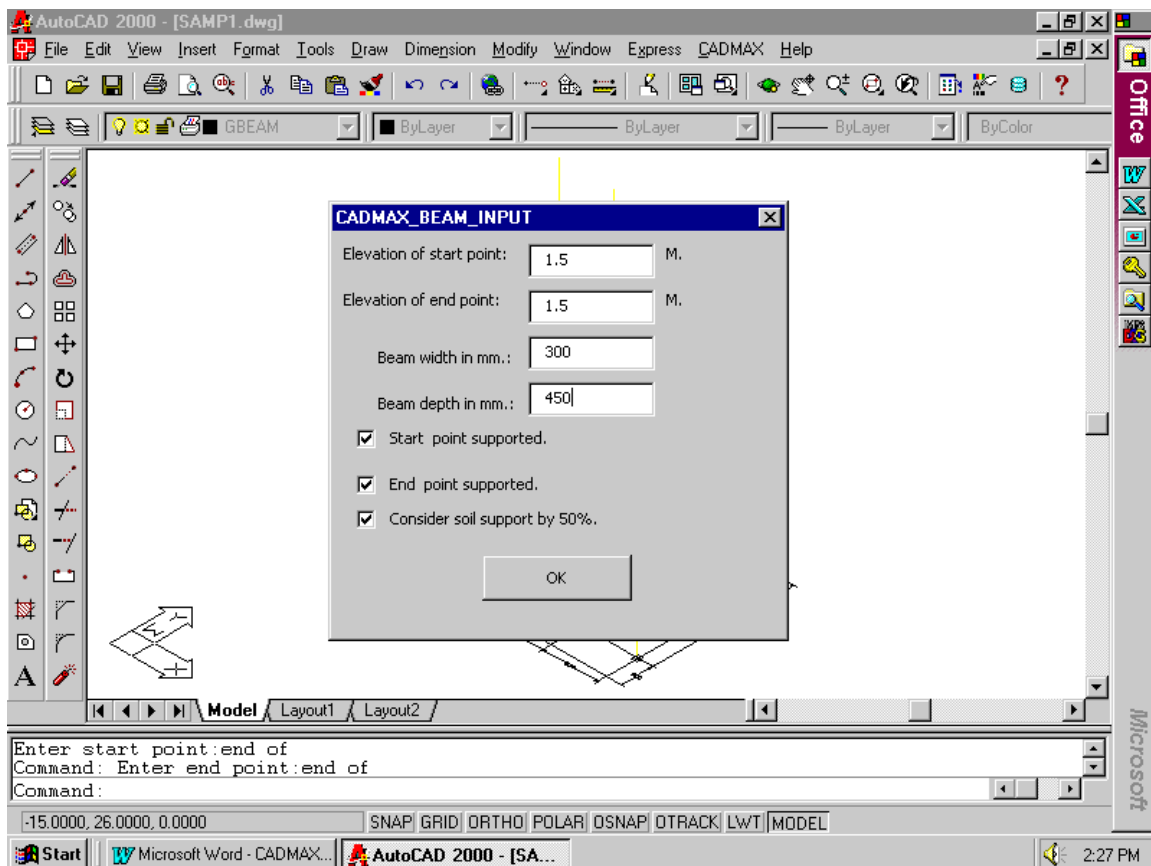 AutoCAD 2000 - [SAMP1.dwg]
File Edit View Insert Format Tools Draw Dimension Modify Window Express CADMAX Help
GBEAM ByLayer ByLayer ByLayer ByColor
Office
CADMAX_BEAM_INPUT
Elevation of start point: 1.5 M.
Elevation of end point: 1.5 M.
Beam width in mm.: 300
Beam depth in mm.: 450
Start point supported.
End point supported.
Consider soil support by 50%.
OK
Model Layout1 Layout2
Enter start point:end of
Command: Enter end point:end of
Command:
Microsoft
-15.0000, 26.0000, 0.0000 SNAP GRID ORTHO POLAR OSNAP OTRACK LWT MODEL
Start Microsoft Word - CADMAX... AutoCAD 2000 - [SA... 2:27 PM